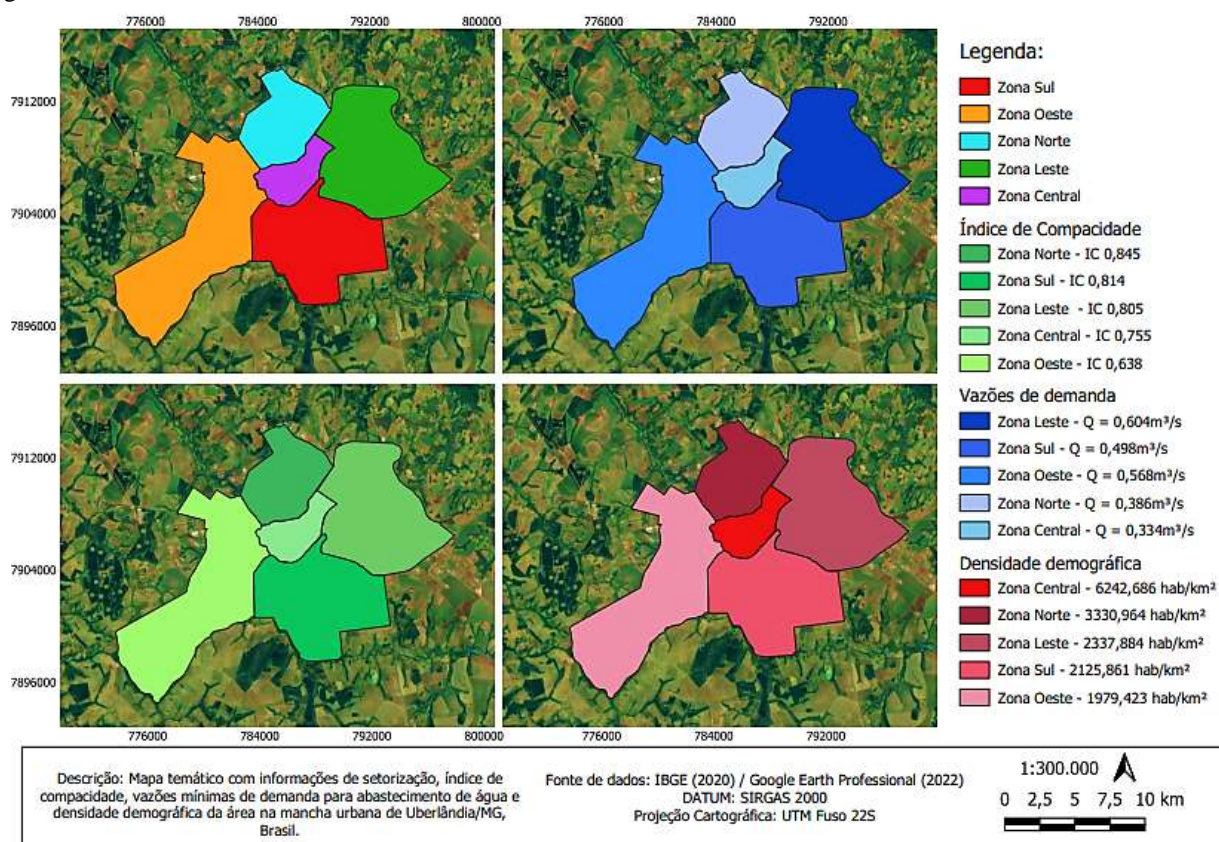 776000 784000 792000 800000 776000 784000 792000
7912000
7904000
7896000
7912000
7904000
7896000
776000 784000 792000 800000 776000 784000 792000
Legenda:
Zona Sul
Zona Oeste
Zona Norte
Zona Leste
Zona Central
Índice de Compacidade
Zona Norte - IC 0,845
Zona Sul - IC 0,814
Zona Leste - IC 0,805
Zona Central - IC 0,755
Zona Oeste - IC 0,638
Vazões de demanda
Zona Leste - Q = 0,604m³/s
Zona Sul - Q = 0,498m³/s
Zona Oeste - Q = 0,568m³/s
Zona Norte - Q = 0,386m³/s
Zona Central - Q = 0,334m³/s
Densidade demográfica
Zona Central - 6242,686 hab/km²
Zona Norte - 3330,964 hab/km²
Zona Leste - 2337,884 hab/km²
Zona Sul - 2125,861 hab/km²
Zona Oeste - 1979,423 hab/km²
Descrição: Mapa temático com informações de setorização, índice de
compacidade, vazões mínimas de demanda para abastecimento de água e
densidade demográfica da área na mancha urbana de Uberlândia/MG,
Brasil.
Fonte de dados: IBGE (2020) / Google Earth Professional (2022)
DATUM: SIRGAS 2000
Projeção Cartográfica: UTM Fuso 22S
1:300.000
0 2,5 5 7,5 10 km